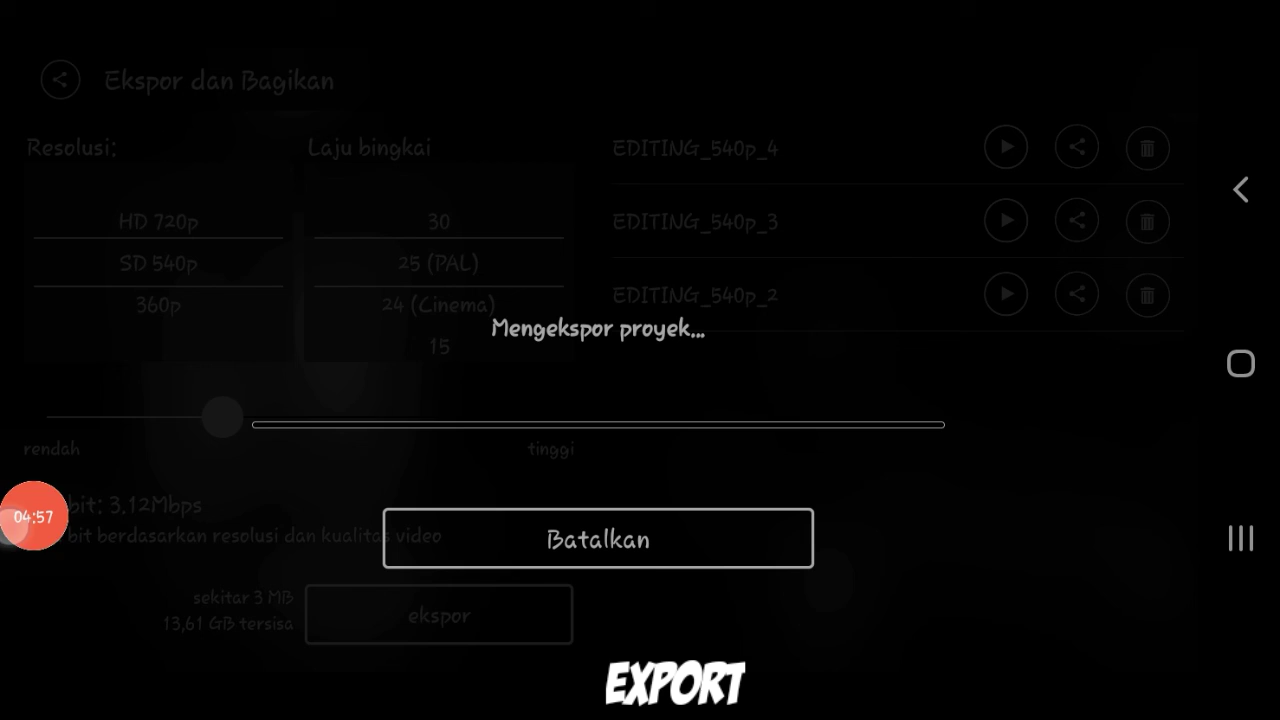 Ekspor dan Bagikan
Resolusi:
Laju bingkai
HD 720p
SD 540p
360p
30
25 (PAL)
24 (Cinema)
15
EDITING_540p_4
EDITING_540p_3
EDITING_540p_2
Mengekspor proyek...
rendah
tinggi
04:57
bit: 3.12Mbps
bit berdasarkan resolusi dan kualitas video
Batalkan
sekitar 3 MB
13,61 GB tersisa
ekspor
EXPORT